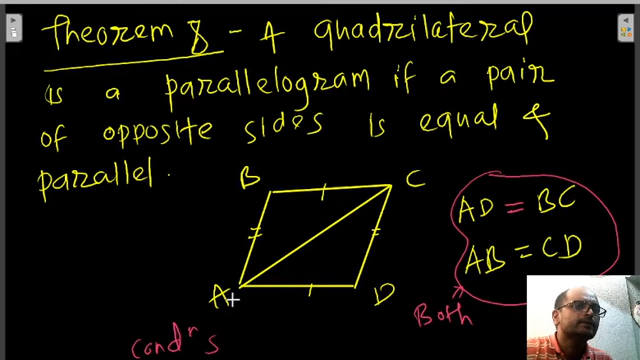 Theorem 8 - A quadrilateral
is a parallelogram if a pair
of opposite sides is equal &
parallel.
B
C
AD = BC
AB = CD
A
D
Both
condⁿs